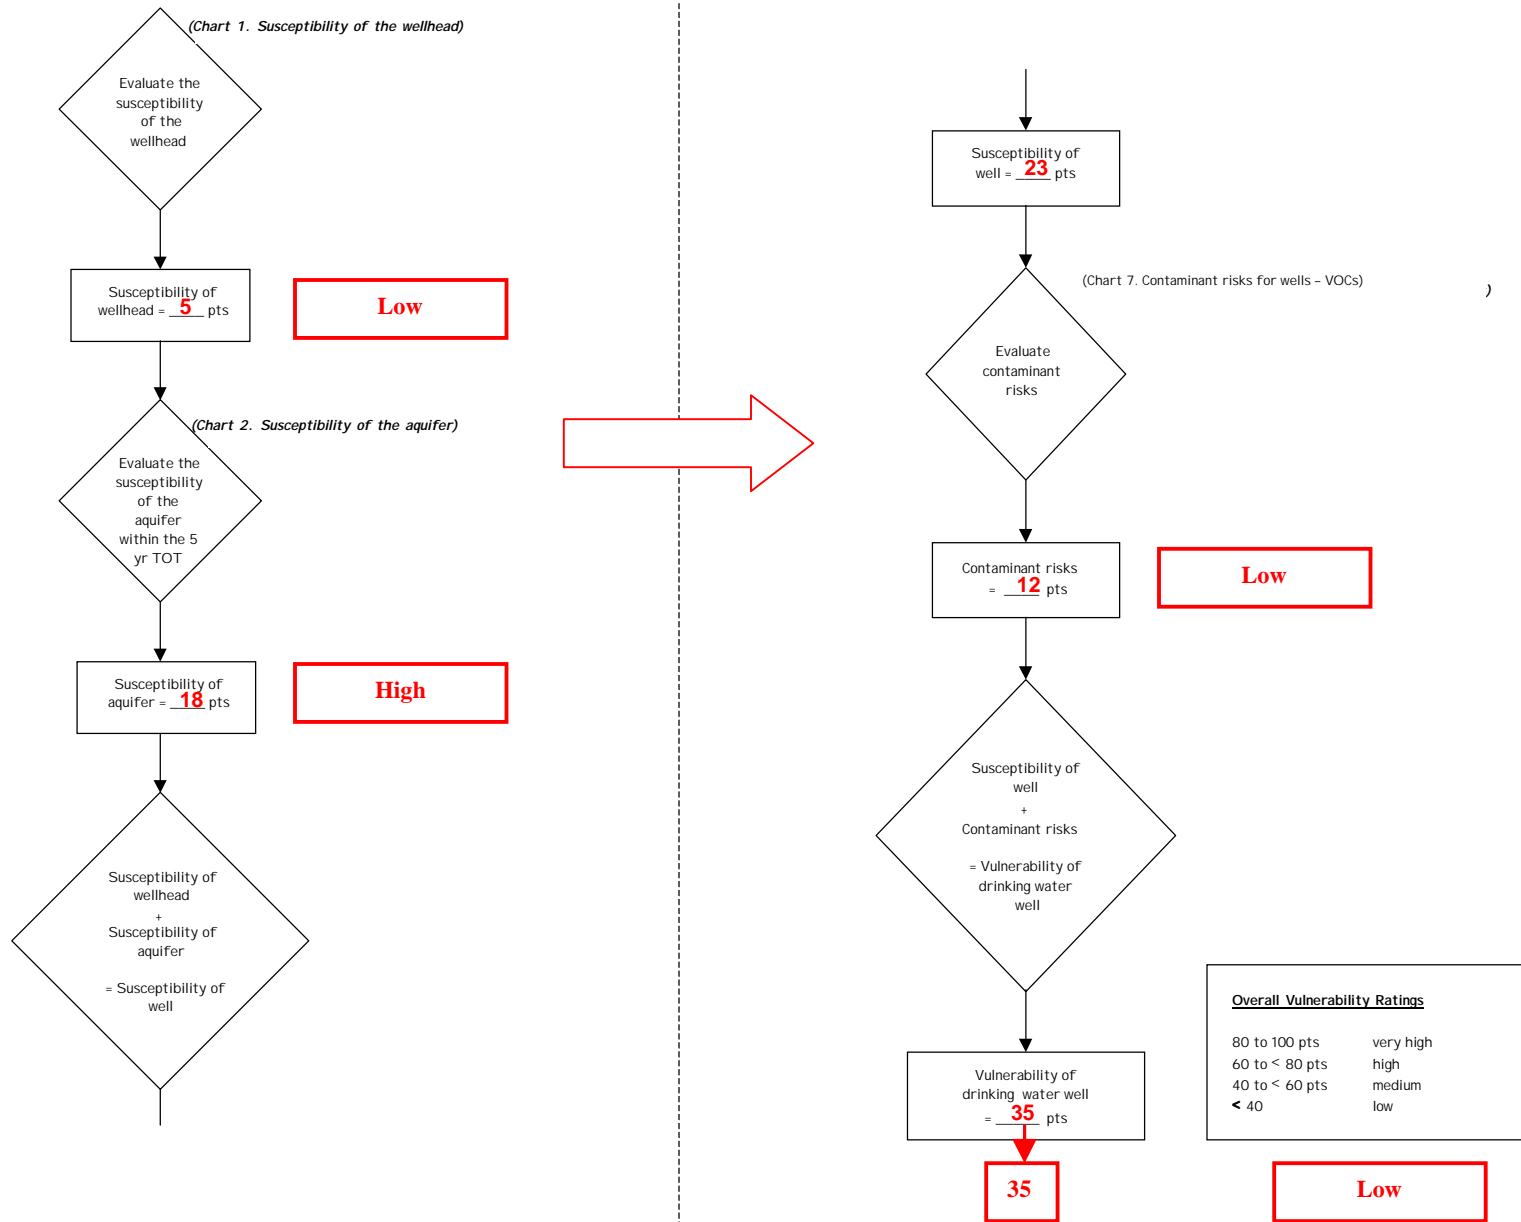 (Chart 1. Susceptibility of the wellhead)
Evaluate the
susceptibility
of the
wellhead
Susceptibility of
wellhead = 5 pts
Low
(Chart 2. Susceptibility of the aquifer)
Evaluate the
susceptibility
of the
aquifer
within the 5
yr TOT
Susceptibility of
aquifer = 18 pts
High
Susceptibility of
wellhead
+
Susceptibility of
aquifer
= Susceptibility of
well
Susceptibility of
well = 23 pts
(Chart 7. Contaminant risks for wells – VOCs)
)
Evaluate
contaminant
risks
Contaminant risks
= 12 pts
Low
Susceptibility of
well
+
Contaminant risks
= Vulnerability of
drinking water
well
Vulnerability of
drinking water well
= 35 pts
35
Overall Vulnerability Ratings
80 to 100 pts very high
60 to < 80 pts high
40 to < 60 pts medium
< 40 low
Low